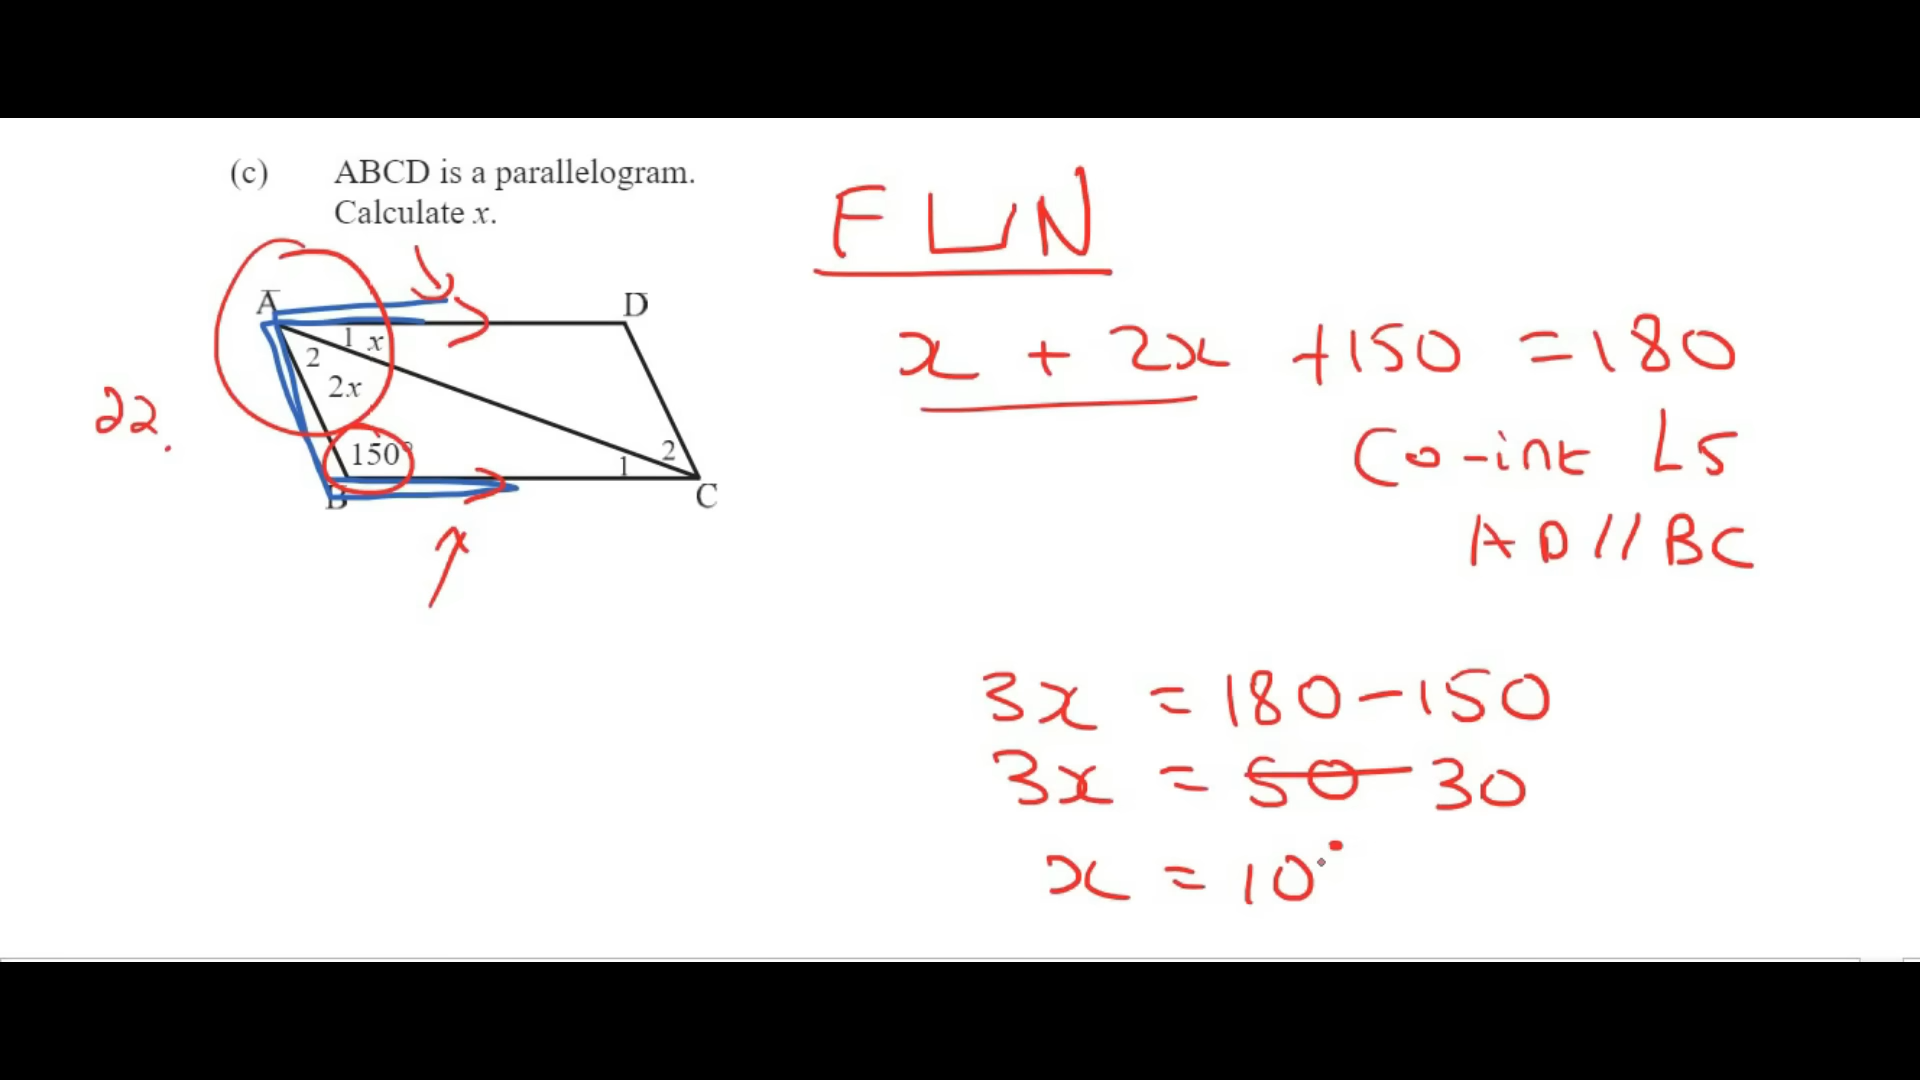 (c) ABCD is a parallelogram.
Calculate x.
F L⅃ N
A
D
1 x
2
2x
x + 2x + 150 = 180
22.
150°
2
1
B
C
Co-int Ls
AD // BC
3x = 180 - 150
3x = 50 30
x = 10°